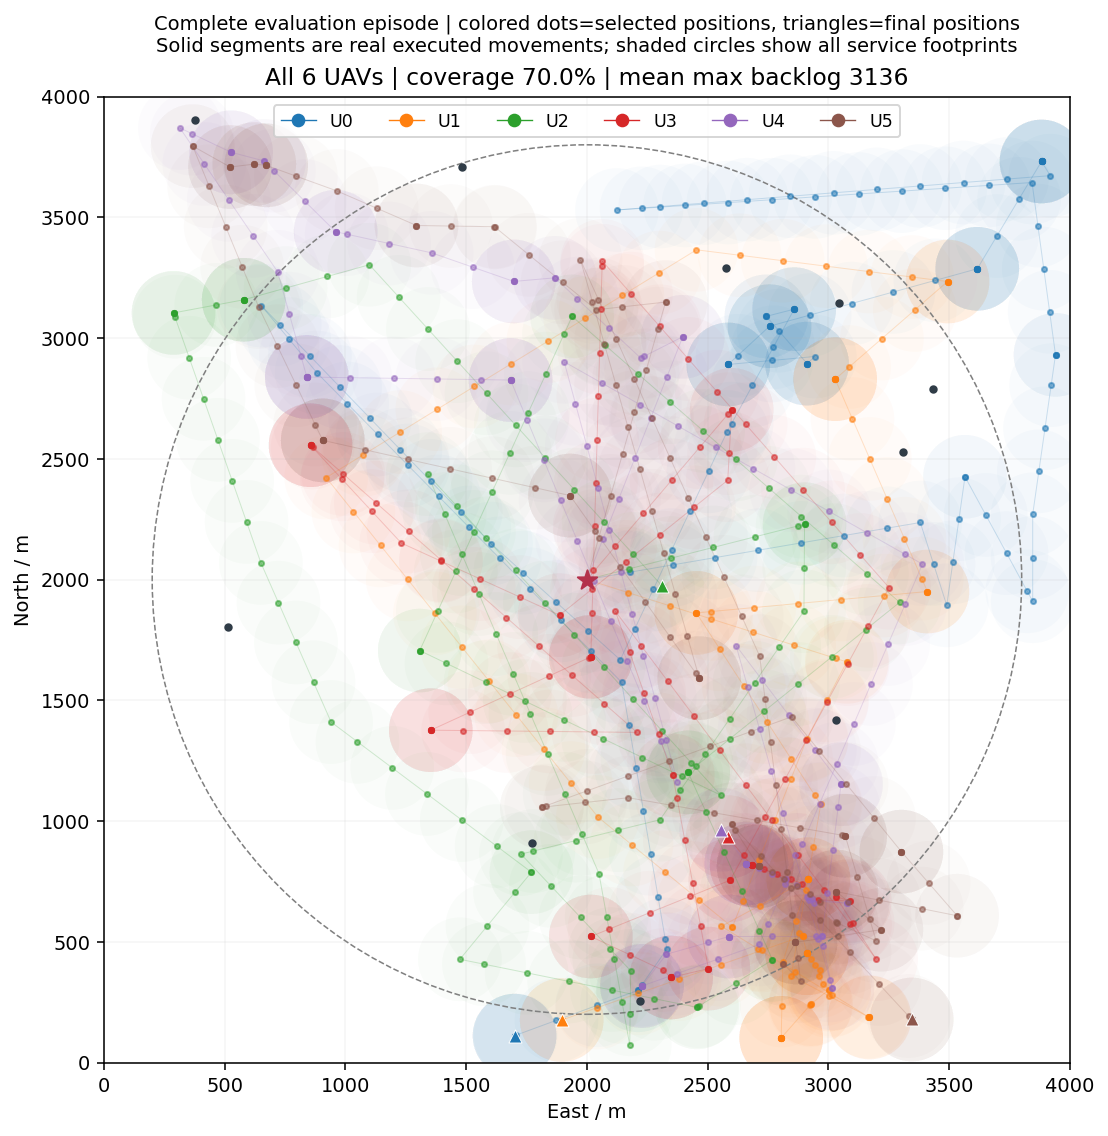 Complete evaluation episode | colored dots=selected positions, triangles=final positions
Solid segments are real executed movements; shaded circles show all service footprints
All 6 UAVs | coverage 70.0% | mean max backlog 3136
U0 U1 U2 U3 U4 U5
4000
3500
3000
2500
2000
1500
1000
500
0
North / m
0 500 1000 1500 2000 2500 3000 3500 4000
East / m